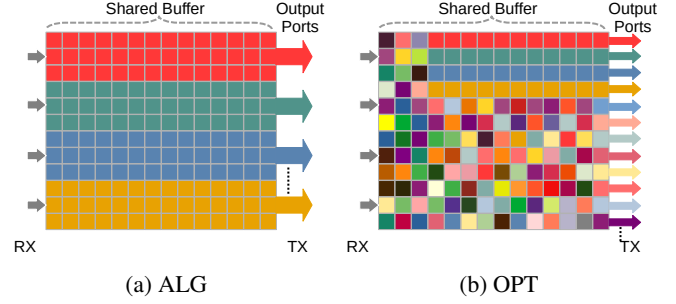 Shared Buffer
Output
Ports
RX
TX
(a) ALG
Shared Buffer
Output
Ports
RX
TX
(b) OPT